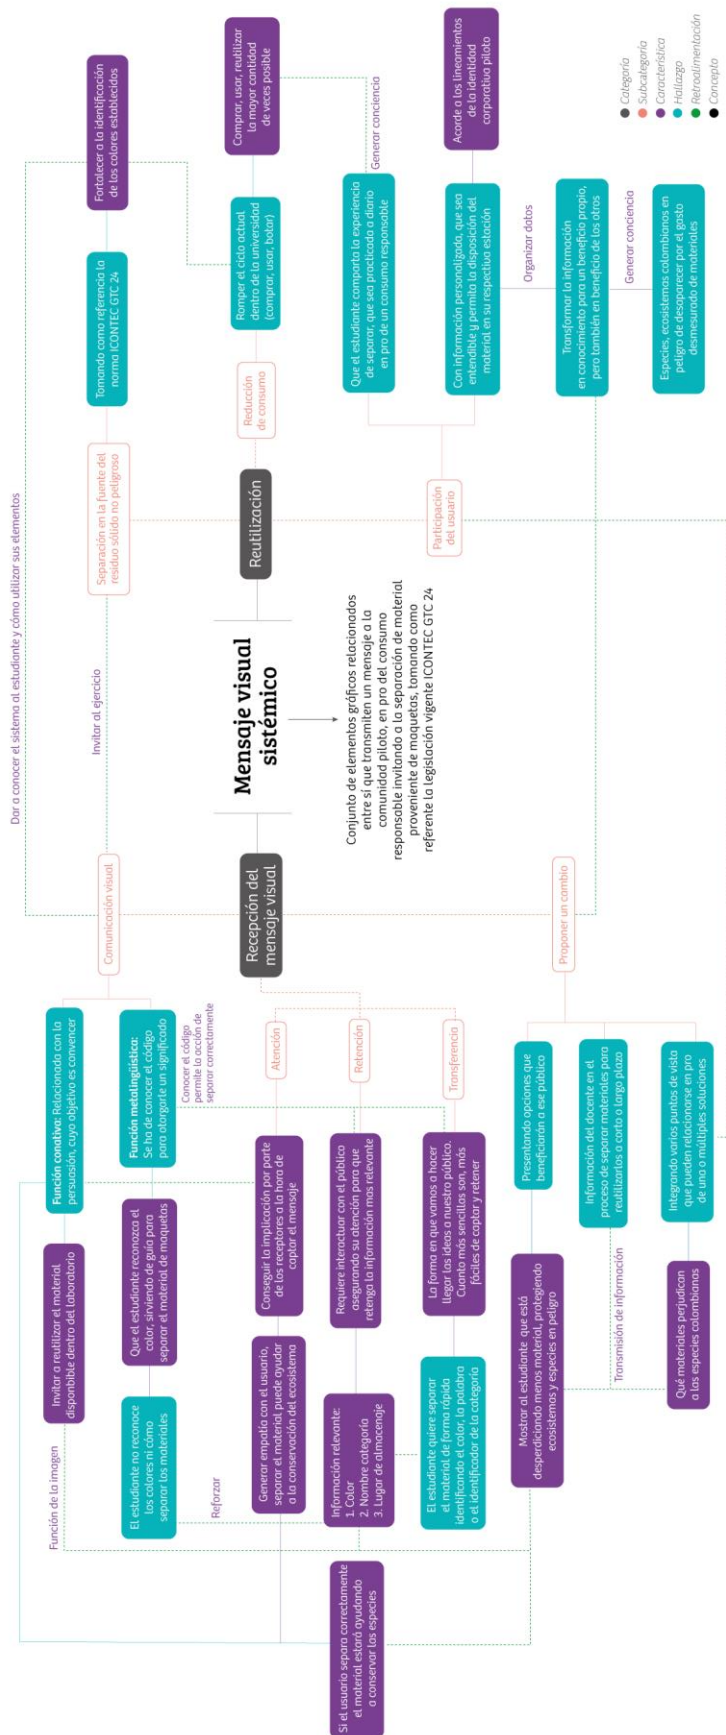 Dar a conocer el sistema al estudiante y cómo utilizar sus elementos
Función de la imagen
Invitar a reutilizar el material
disponbible dentro del laboratorio
Función conativa: Relacionada con la
persuasión, cuyo objetivo es convencer
Comunicación visual
Invitar al ejercicio
Separación en la fuente del
residuo sólido no peligroso
Tomando como referencia la
norma ICONTEC GTC 24
Fortalecer a la identificación
de los colores establecidos
El estudiante no reconoce
los colores ni cómo
separar los materiales
Que el estudiante reconozca el
color, sirviendo de guía para
separar el material de maquetas
Función metalingüística:
Se ha de conocer el código
para otorgarle un significado
Conocer el código
permite la acción de
separar correctamente
Reforzar
Si el usuario separa correctamente
el material estará ayudando
a conservar las especies
Generar empatía con el usuario,
separar el material puede ayudar
a la conservación del ecosistema
Conseguir la implicación por parte
de los receptores a la hora de
captar el mensaje
Atención
Recepción del
mensaje visual
Mensaje visual
sistémico
Reutilización
Reducción
de consumo
Romper el ciclo actual
dentro de la universidad
(comprar, usar, botar)
Comprar, usar, reutilizar
la mayor cantidad
de veces posible
Información relevante:
1. Color
2. Nombre categoría
3. Lugar de almacenaje
Requiere interactuar con el público
asegurando su atención para que
retenga la información mas relevante
Retención
Conjunto de elementos gráficos relacionados
entre sí que transmiten un mensaje a la
comunidad piloto, en pro del consumo
responsable invitando a la separación de material
proveniente de maquetas, tomando como
referente la legislación vigente ICONTEC GTC 24
Que el estudiante comparta la experiencia
de separar, que sea practicada a diario
en pro de un consumo responsable
Generar conciencia
El estudiante quiere separar
el material de forma rápida
identificando el color, la palabra
o el identificador de la categoría
La forma en que vamos a hacer
llegar las ideas a nuestro público.
Cuanto más sencillas son, más
fáciles de captar y retener
Transferencia
Participación
del usuario
Con información personalizada, que sea
entendible y permita la disposición del
material en su respectiva estación
Acorde a los lineamientos
de la identidad
corporativa piloto
Organizar datos
Mostrar al estudiante que está
desperdiciando menos material, protegiendo
ecosistemas y especies en peligro
Presentando opciones que
beneficiarán a ese público
Proponer un cambio
Transformar la información
en conocimiento para un beneficio propio,
pero también en beneficio de los otros
Transmisión de información
Información del docente en el
proceso de separar materiales para
reutilizarlos a corto o largo plazo
Generar conciencia
Qué materiales perjudican
a las especies colombianas
Integrando varios puntos de vista
que pueden relacionarse en pro
de una o múltiples soluciones
Especies, ecosistemas colombianos en
peligro de desaparecer por el gasto
desmesurado de materiales
Categoría
Subcategoría
Característica
Hallazgo
Retroalimentación
Concepto